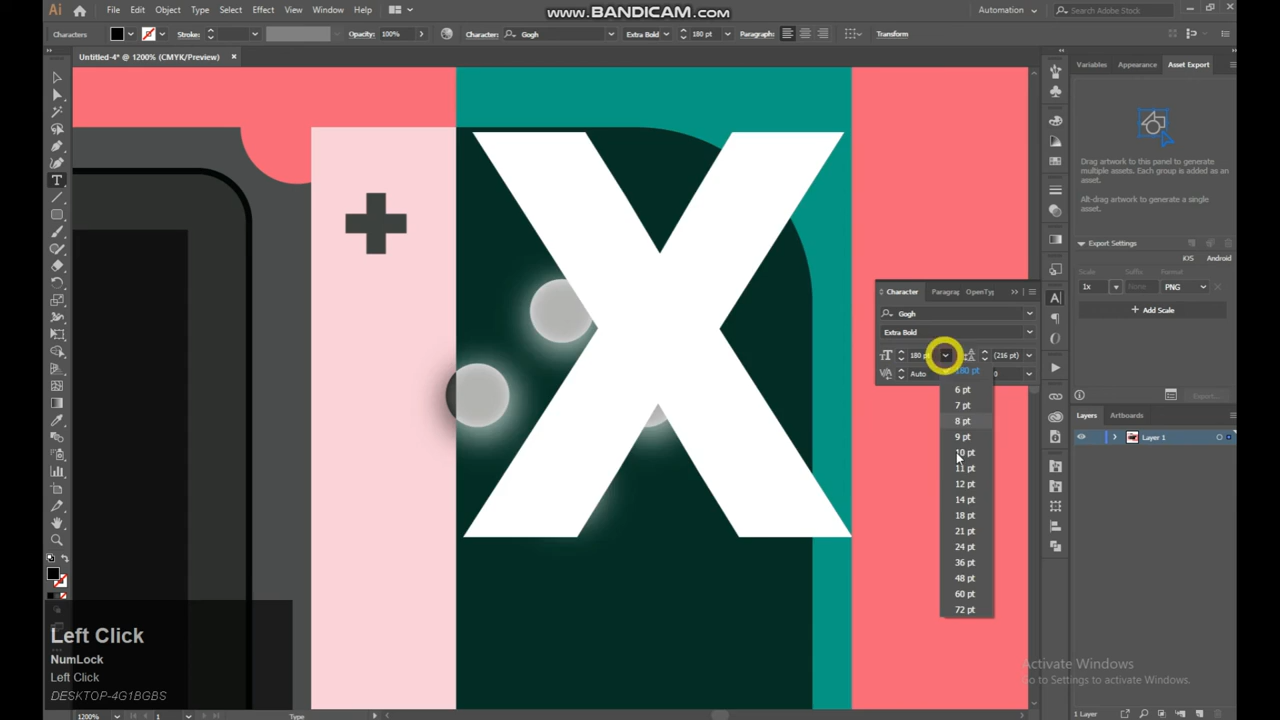 www.BANDICAM.com
Ai File Edit Object Type Select Effect View Window Help Automation Search Adobe Stock
Characters Stroke: Opacity: 100% Character: Gogh Extra Bold 180 pt Paragraph: Transform
Untitled-4* @ 1200% (CMYK/Preview)
Variables Appearance Asset Export
Drag artwork to this panel to
generate multiple assets. Each group is added as an
asset.
Alt-drag artwork to generate a single
asset.
Export Settings
iOS Android
Scale Suffix Format
1x None PNG
+ Add Scale
Export...
Layers Artboards
Layer 1
1 Layer
X
Character Paragraph OpenTyp
Gogh
Extra Bold
180 pt (216 pt)
Auto 0
180 pt
6 pt
7 pt
8 pt
9 pt
10 pt
11 pt
12 pt
14 pt
18 pt
21 pt
24 pt
36 pt
48 pt
60 pt
72 pt
Left Click
NumLock
Left Click
DESKTOP-4G1BGBS
Activate Windows
Go to Settings to activate Windows.
1200% 1 Type